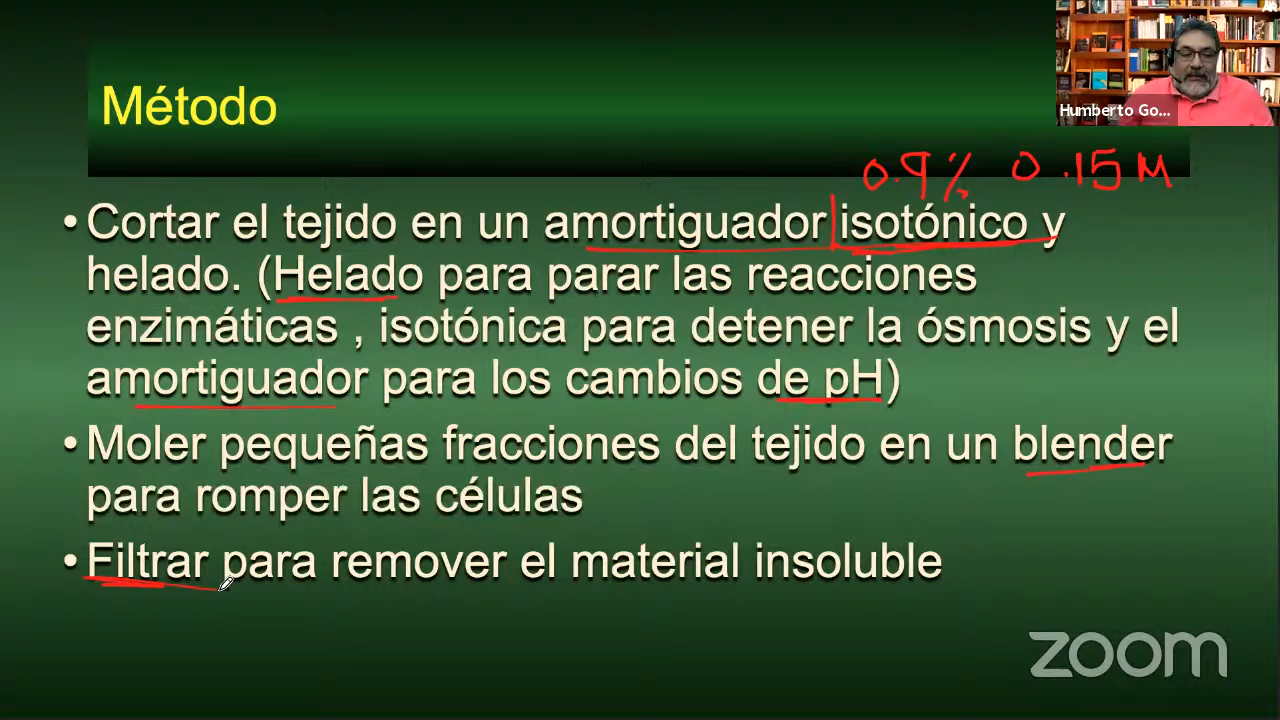 Humberto Go...
Método
0.9% 0.15 M
• Cortar el tejido en un amortiguador isotónico y
helado. (Helado para parar las reacciones
enzimáticas , isotónica para detener la ósmosis y el
amortiguador para los cambios de pH)
• Moler pequeñas fracciones del tejido en un blender
para romper las células
• Filtrar para remover el material insoluble
zoom